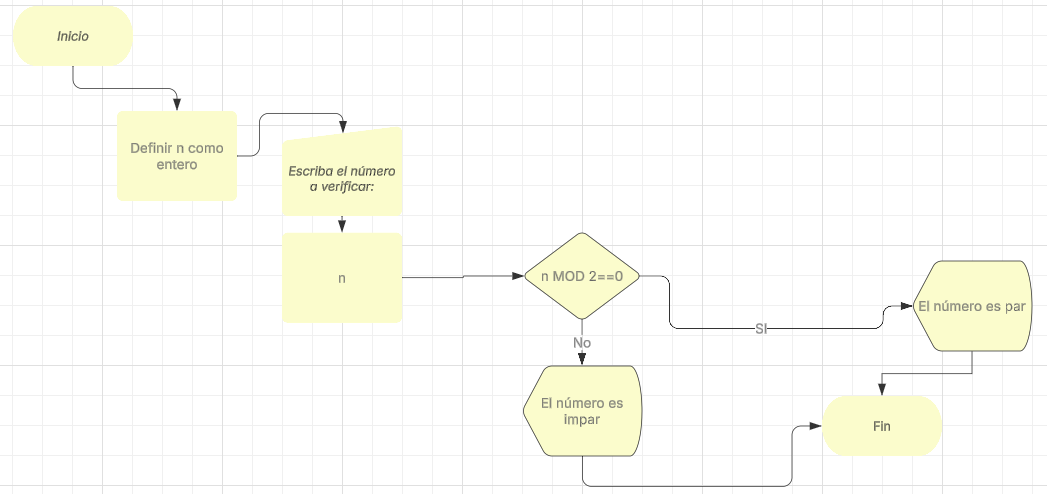 Inicio
Definir n como
entero
Escriba el número
a verificar:
n
n MOD 2==0
SI
El número es par
No
El número es
impar
Fin